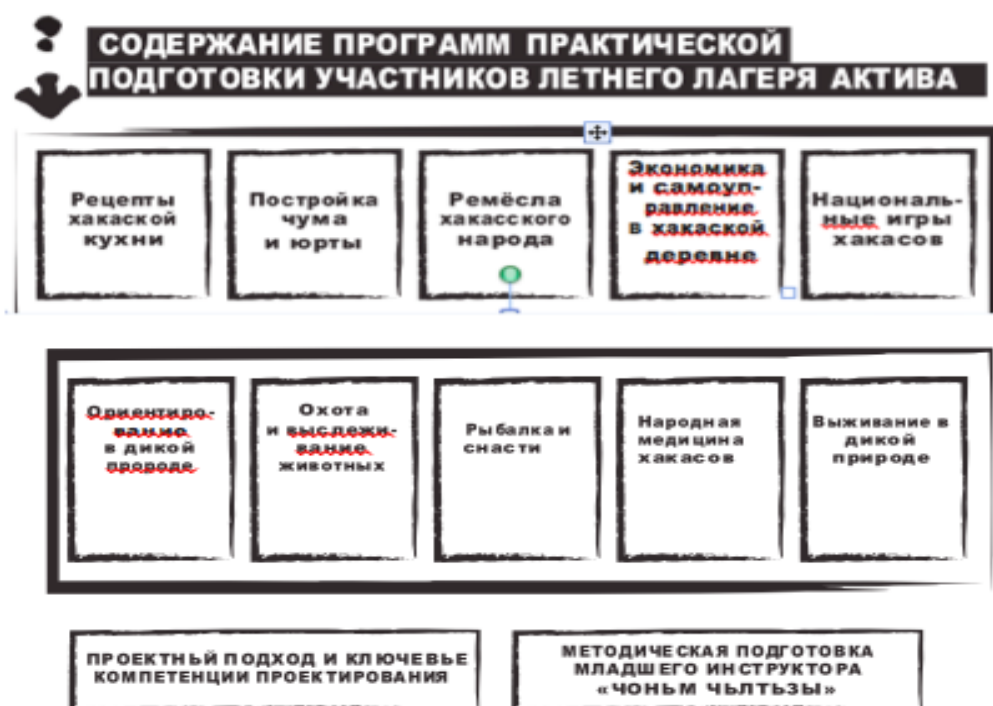 СОДЕРЖАНИЕ ПРОГРАММ ПРАКТИЧЕСКОЙ
ПОДГОТОВКИ УЧАСТНИКОВ ЛЕТНЕГО ЛАГЕРЯ АКТИВА
Рецепты
хакаской
кухни
Постройка
чума
и юрты
Ремёсла
хакасского
народа
Экономика
и самоуп-
равление
в хакаской
деревне
Националь-
ные игры
хакасов
Ориентиро-
вание
в дикой
природе
Охота
и выслежи-
вание
животных
Рыбалка и
снасти
Народная
медицина
хакасов
Выживание в
дикой
природе
ПРОЕКТНЬЙ ПОДХОД И КЛЮЧЕВЬЕ
КОМПЕТЕНЦИИ ПРОЕКТИРОВАНИЯ
МЕТОДИЧЕСКАЯ ПОДГОТОВКА
МЛАДШЕГО ИНСТРУКТОРА
«ЧОНЬМ ЧЬЛТЬЗЫ»